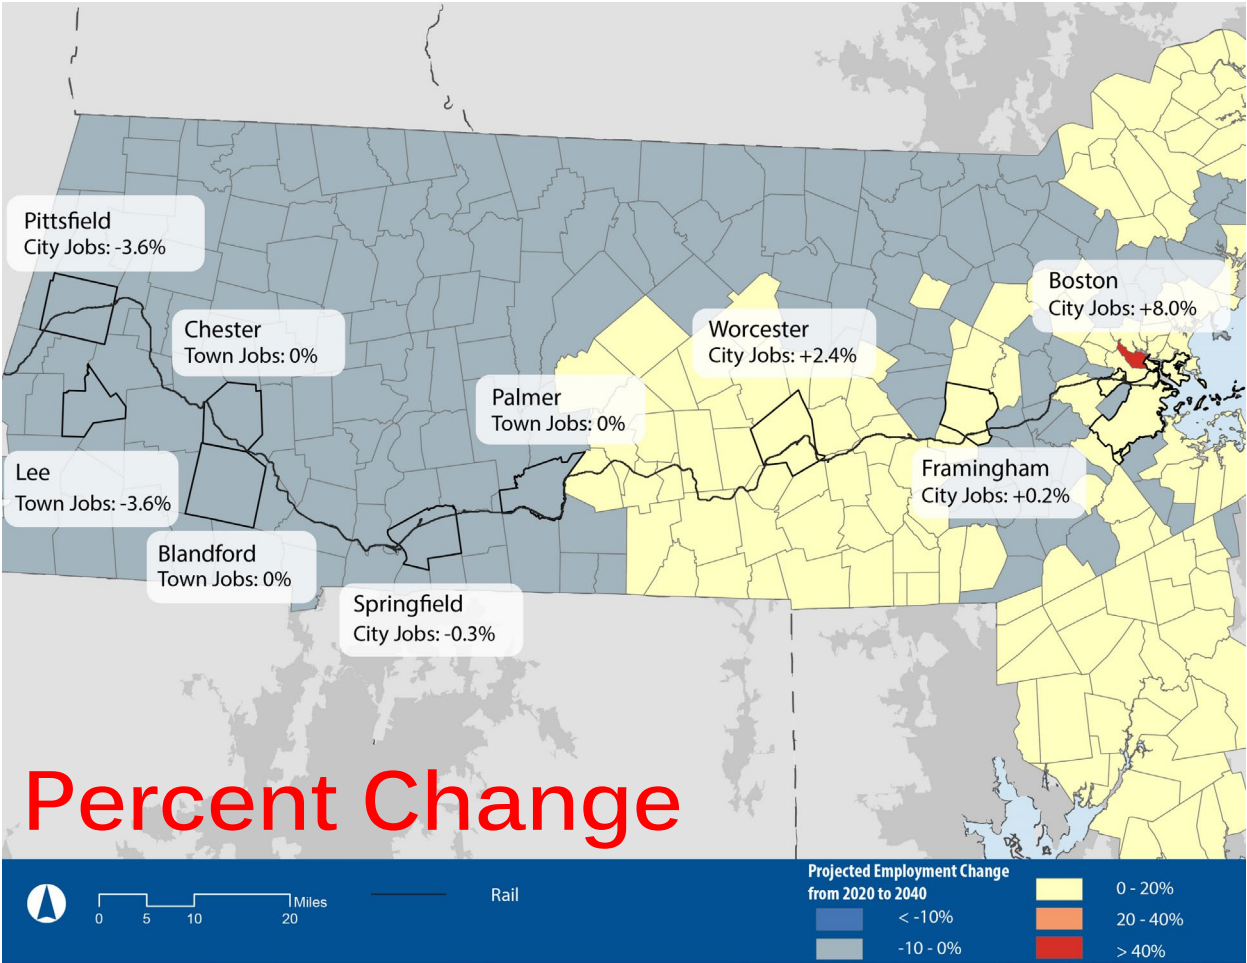 Pittsfield
City Jobs: -3.6%
Boston
City Jobs: +8.0%
Chester
Town Jobs: 0%
Worcester
City Jobs: +2.4%
Palmer
Town Jobs: 0%
Lee
Town Jobs: -3.6%
Framingham
City Jobs: +0.2%
Blandford
Town Jobs: 0%
Springfield
City Jobs: -0.3%
Percent Change
Miles
0 5 10 20
Rail
Projected Employment Change
from 2020 to 2040
< -10%
-10 - 0%
0 - 20%
20 - 40%
> 40%